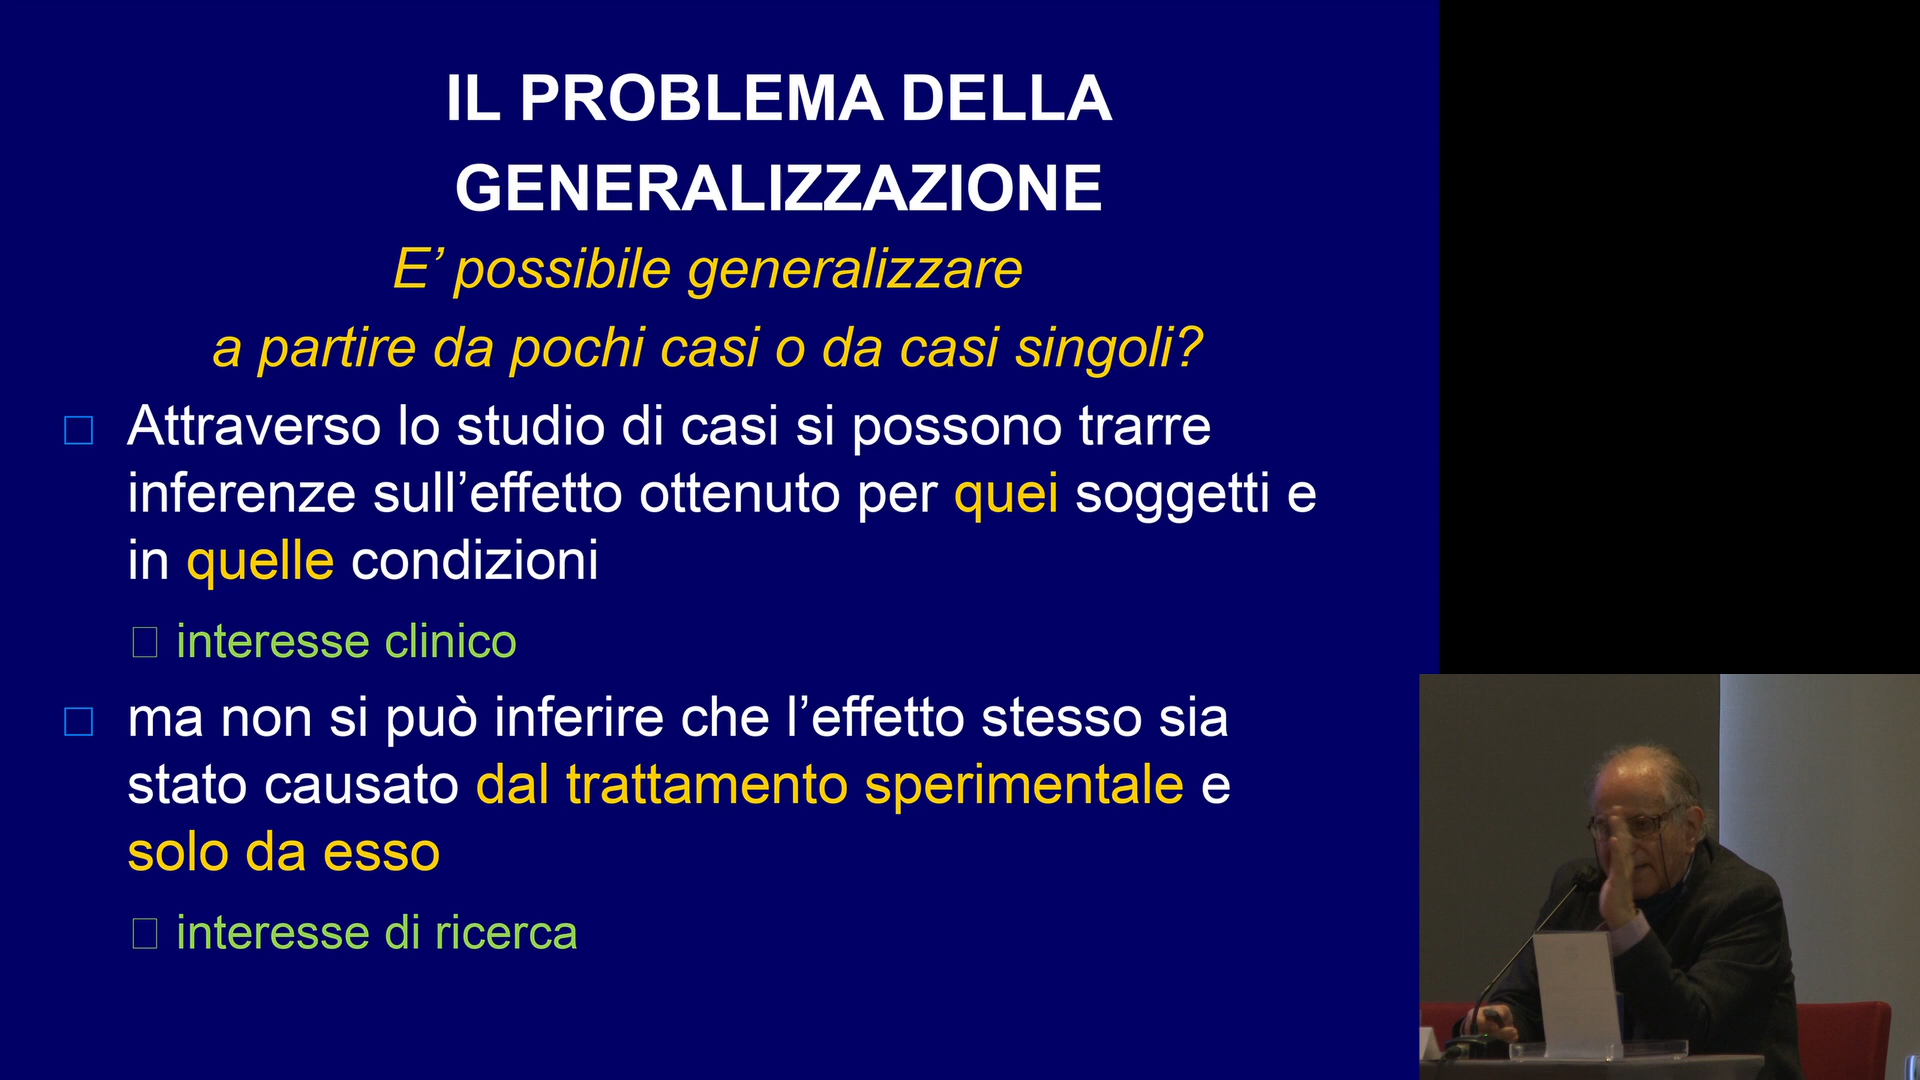 IL PROBLEMA DELLA
GENERALIZZAZIONE
E’ possibile generalizzare
a partire da pochi casi o da casi singoli?
Attraverso lo studio di casi si possono trarre
inferenze sull’effetto ottenuto per quei soggetti e
in quelle condizioni
interesse clinico
ma non si può inferire che l’effetto stesso sia
stato causato dal trattamento sperimentale e
solo da esso
interesse di ricerca